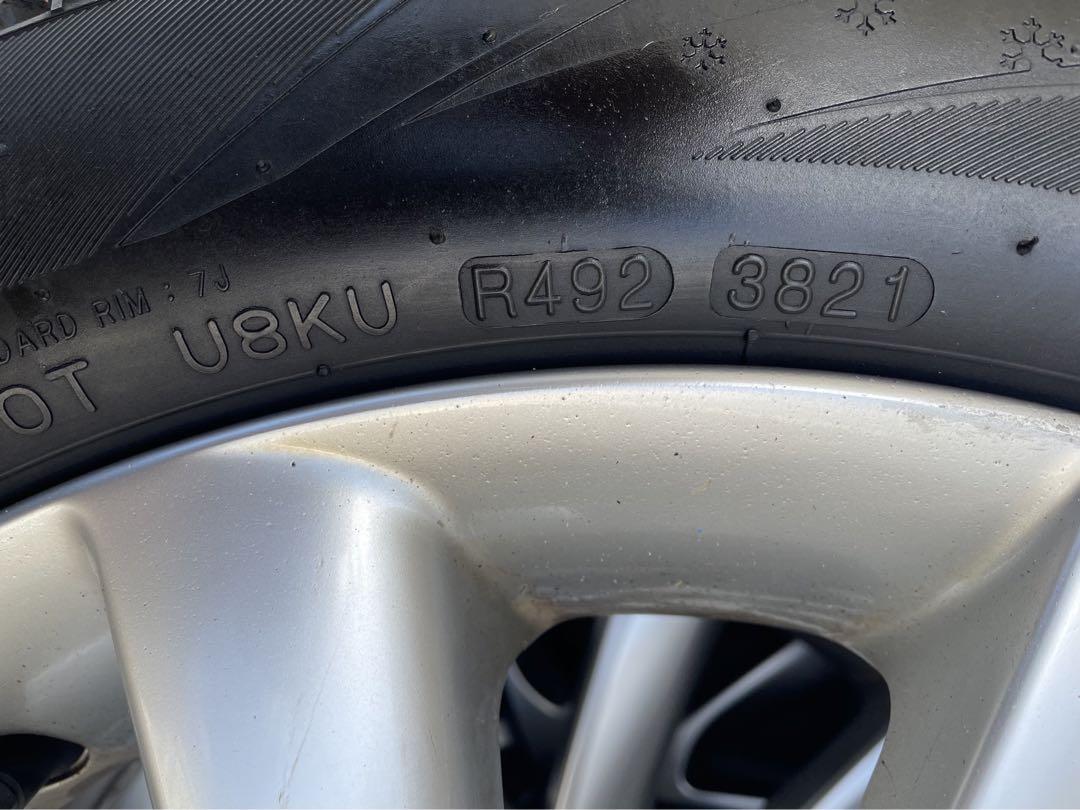 DARD RIM : 7J
OT U8KU R492 3821